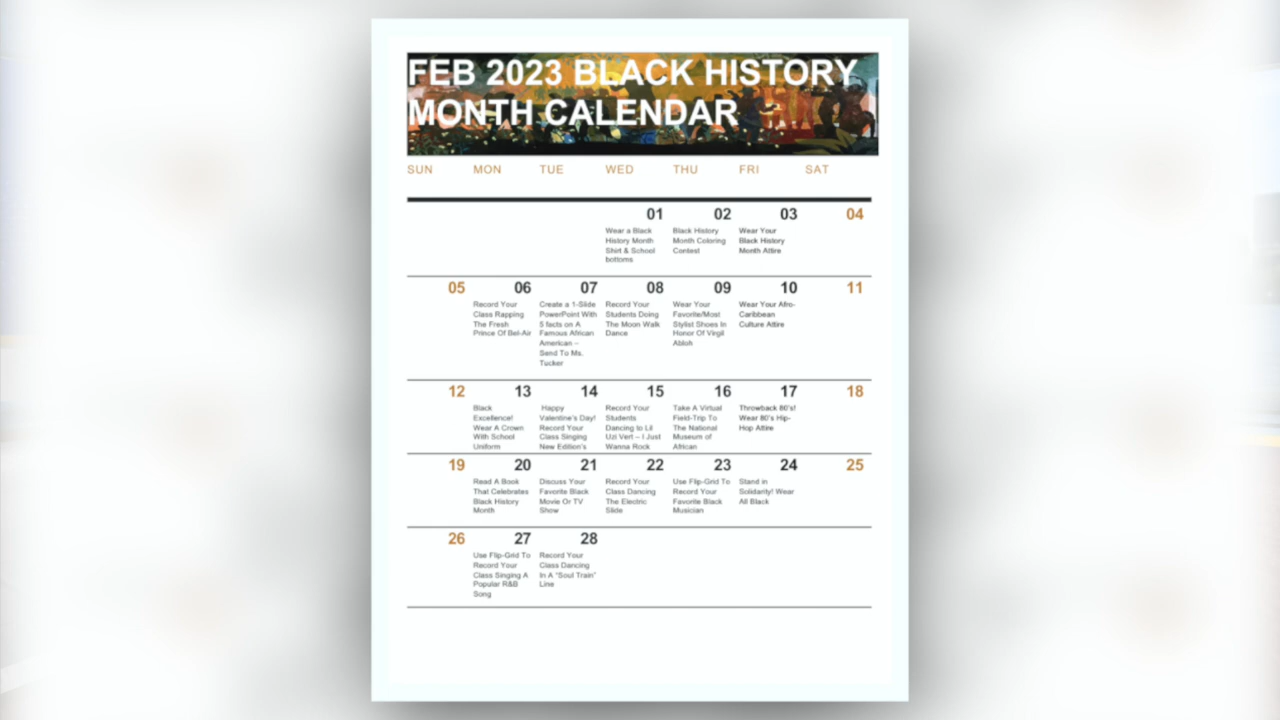 FEB 2023 BLACK HISTORY
MONTH CALENDAR
SUN MON TUE WED THU FRI SAT
01 02 03 04
Wear a Black
History Month
Shirt & School
bottoms
Black History
Month Coloring
Contest
Wear Your
Black History
Month Attire
05 06 07 08 09 10 11
Record Your
Class Rapping
The Fresh
Prince Of Bel-Air
Create a 1-Slide
PowerPoint With
5 facts on A
Famous African
American –
Send To Ms.
Tucker
Record Your
Students Doing
The Moon Walk
Dance
Wear Your
Favorite/Most
Stylist Shoes In
Honor Of Virgil
Abloh
Wear Your Afro-
Caribbean
Culture Attire
12 13 14 15 16 17 18
Black
Excellence!
Wear A Crown
With School
Uniform
Happy
Valentine's Day!
Record Your
Class Singing
New Edition's
Record Your
Students
Dancing to Lil
Uzi Vert – I Just
Wanna Rock
Take A Virtual
Field-Trip To
The National
Museum of
African
Throwback 80's!
Wear 80's Hip-
Hop Attire
19 20 21 22 23 24 25
Read A Book
That Celebrates
Black History
Month
Discuss Your
Favorite Black
Movie Or TV
Show
Record Your
Class Dancing
The Electric
Slide
Use Flip-Grid To
Record Your
Favorite Black
Musician
Stand in
Solidarity! Wear
All Black
26 27 28
Use Flip-Grid To
Record Your
Class Singing A
Popular R&B
Song
Record Your
Class Dancing
In A "Soul Train"
Line